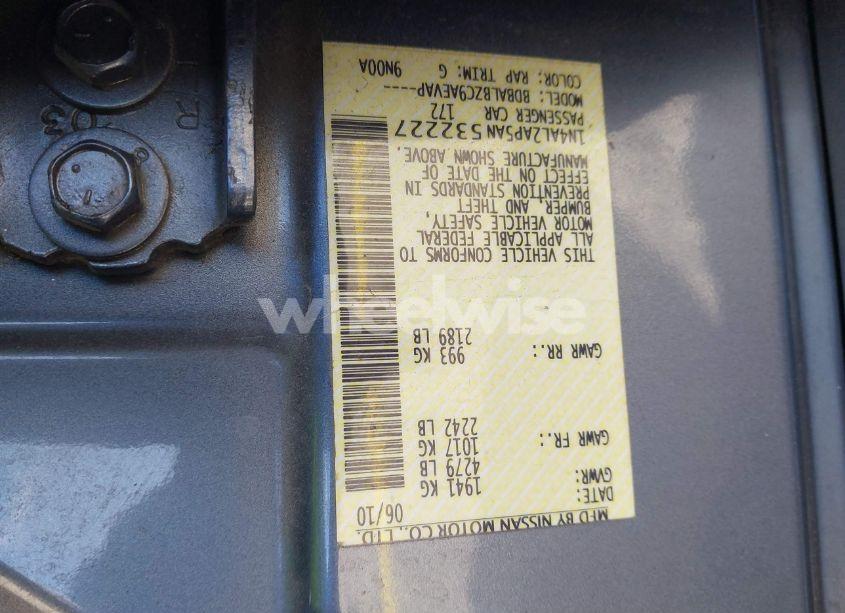 MFD BY NISSAN MOTOR CO., LTD.
DATE: 06/10
GVWR: 1941 KG
4279 LB
GAWR FR.: 1017 KG
2242 LB
GAWR RR.: 993 KG
2189 LB
THIS VEHICLE CONFORMS TO
ALL APPLICABLE FEDERAL
MOTOR VEHICLE SAFETY,
BUMPER, AND THEFT
PREVENTION STANDARDS IN
EFFECT ON THE DATE OF
MANUFACTURE SHOWN ABOVE.
1N4AL2AP5AN532227
PASSENGER CAR 172
MODEL: BDBALBZC9AEVAP----
COLOR: RAP TRIM: G 9N00A
wheelwise